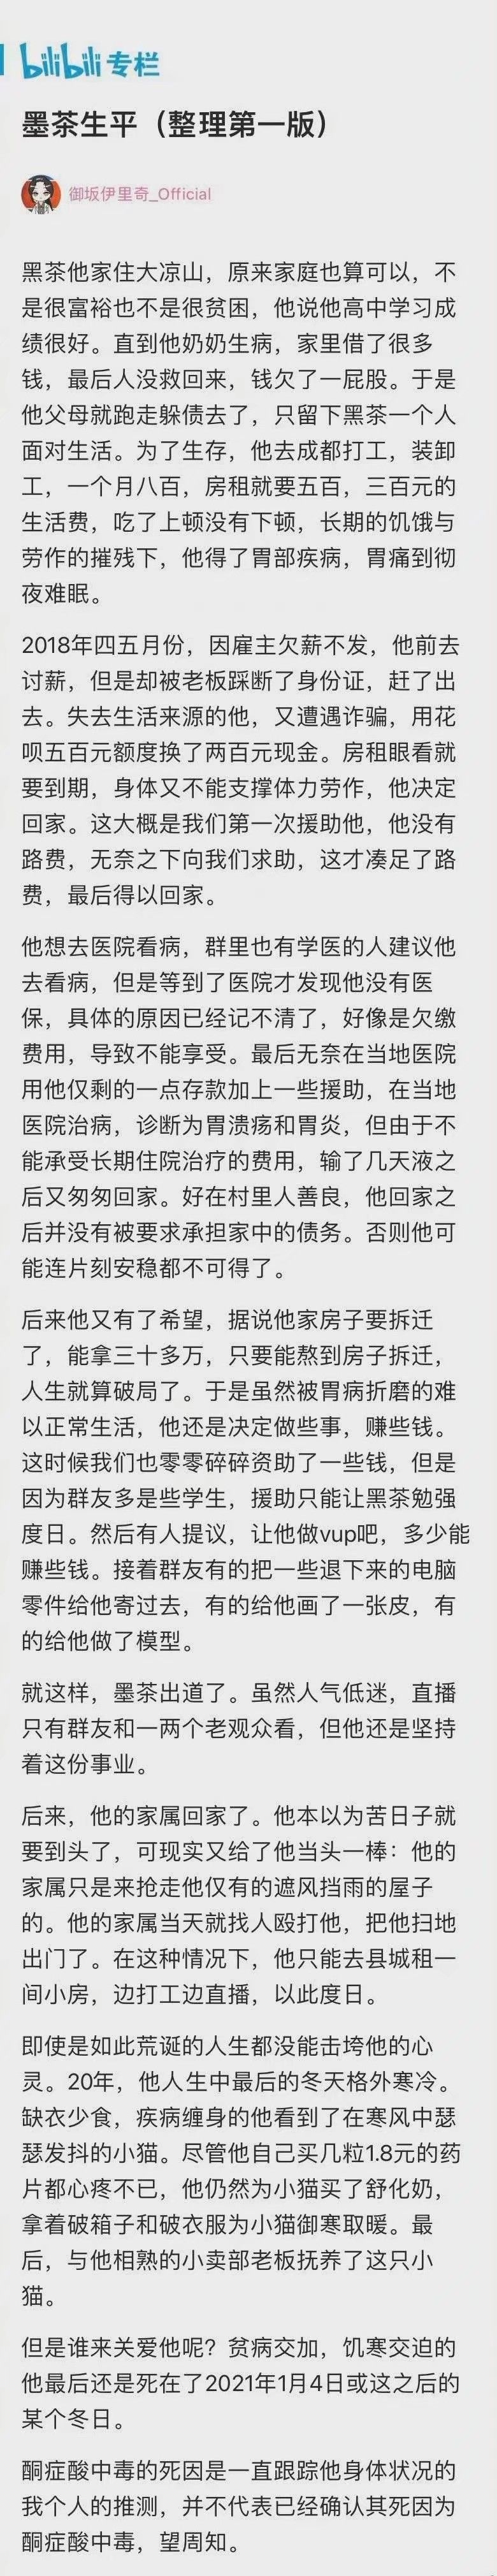 bilibili 专栏
墨茶生平（整理第一版）
御坂伊里奇_Official
黑茶他家住大凉山，原来家庭也算可以，不
是很富裕也不是很贫困，他说他高中学习成
绩很好。直到他奶奶生病，家里借了很多
钱，最后人没救回来，钱欠了一屁股。于是
他父母就跑走躲债去了，只留下黑茶一个人
面对生活。为了生存，他去成都打工，装卸
工，一个月八百，房租就要五百，三百元的
生活费，吃了上顿没有下顿，长期的饥饿与
劳作的摧残下，他得了胃部疾病，胃痛到彻
夜难眠。
2018年四五月份，因雇主欠薪不发，他前去
讨薪，但是却被老板踩断了身份证，赶了出
去。失去生活来源的他，又遭遇诈骗，用花
呗五百元额度换了两百元现金。房租眼看就
要到期，身体又不能支撑体力劳作，他决定
回家。这大概是我们第一次援助他，他没有
路费，无奈之下向我们求助，这才凑足了路
费，最后得以回家。
他想去医院看病，群里也有学医的人建议他
去看病，但是等到了医院才发现他没有医
保，具体的原因已经记不清了，好像是欠缴
费用，导致不能享受。最后无奈在当地医院
用他仅剩的一点存款加上一些援助，在当地
医院治病，诊断为胃溃疡和胃炎，但由于不
能承受长期住院治疗的费用，输了几天液之
后又匆匆回家。好在村里人善良，他回家之
后并没有被要求承担家中的债务。否则他可
能连片刻安稳都不可得了。
后来他又有了希望，据说他家房子要拆迁
了，能拿三十多万，只要能熬到房子拆迁，
人生就算破局了。于是虽然被胃病折磨的难
以正常生活，他还是决定做些事，赚些钱。
这时候我们也零零碎碎资助了一些钱，但是
因为群友多是些学生，援助只能让黑茶勉强
度日。然后有人提议，让他做vup吧，多少能
赚些钱。接着群友有的把一些退下来的电脑
零件给他寄过去，有的给他画了一张皮，有
的给他做了模型。
就这样，墨茶出道了。虽然人气低迷，直播
只有群友和一两个老观众看，但他还是坚持
着这份事业。
后来，他的家属回家了。他本以为苦日子就
要到头了，可现实又给了他当头一棒：他的
家属只是来抢走他仅有的遮风挡雨的屋子
的。他的家属当天就找人殴打他，把他扫地
出门了。在这种情况下，他只能去县城租一
间小房，边打工边直播，以此度日。
即使是如此荒诞的人生都没能击垮他的心
灵。20年，他人生中最后的冬天格外寒冷。
缺衣少食，疾病缠身的他看到了在寒风中瑟
瑟发抖的小猫。尽管他自己买几粒1.8元的药
片都心疼不已，他仍然为小猫买了舒化奶，
拿着破箱子和破衣服为小猫御寒取暖。最
后，与他相熟的小卖部老板抚养了这只小
猫。
但是谁来关爱他呢？贫病交加，饥寒交迫的
他最后还是死在了2021年1月4日或这之后的
某个冬日。
酮症酸中毒的死因是一直跟踪他身体状况的
我个人的推测，并不代表已经确认其死因为
酮症酸中毒，望周知。